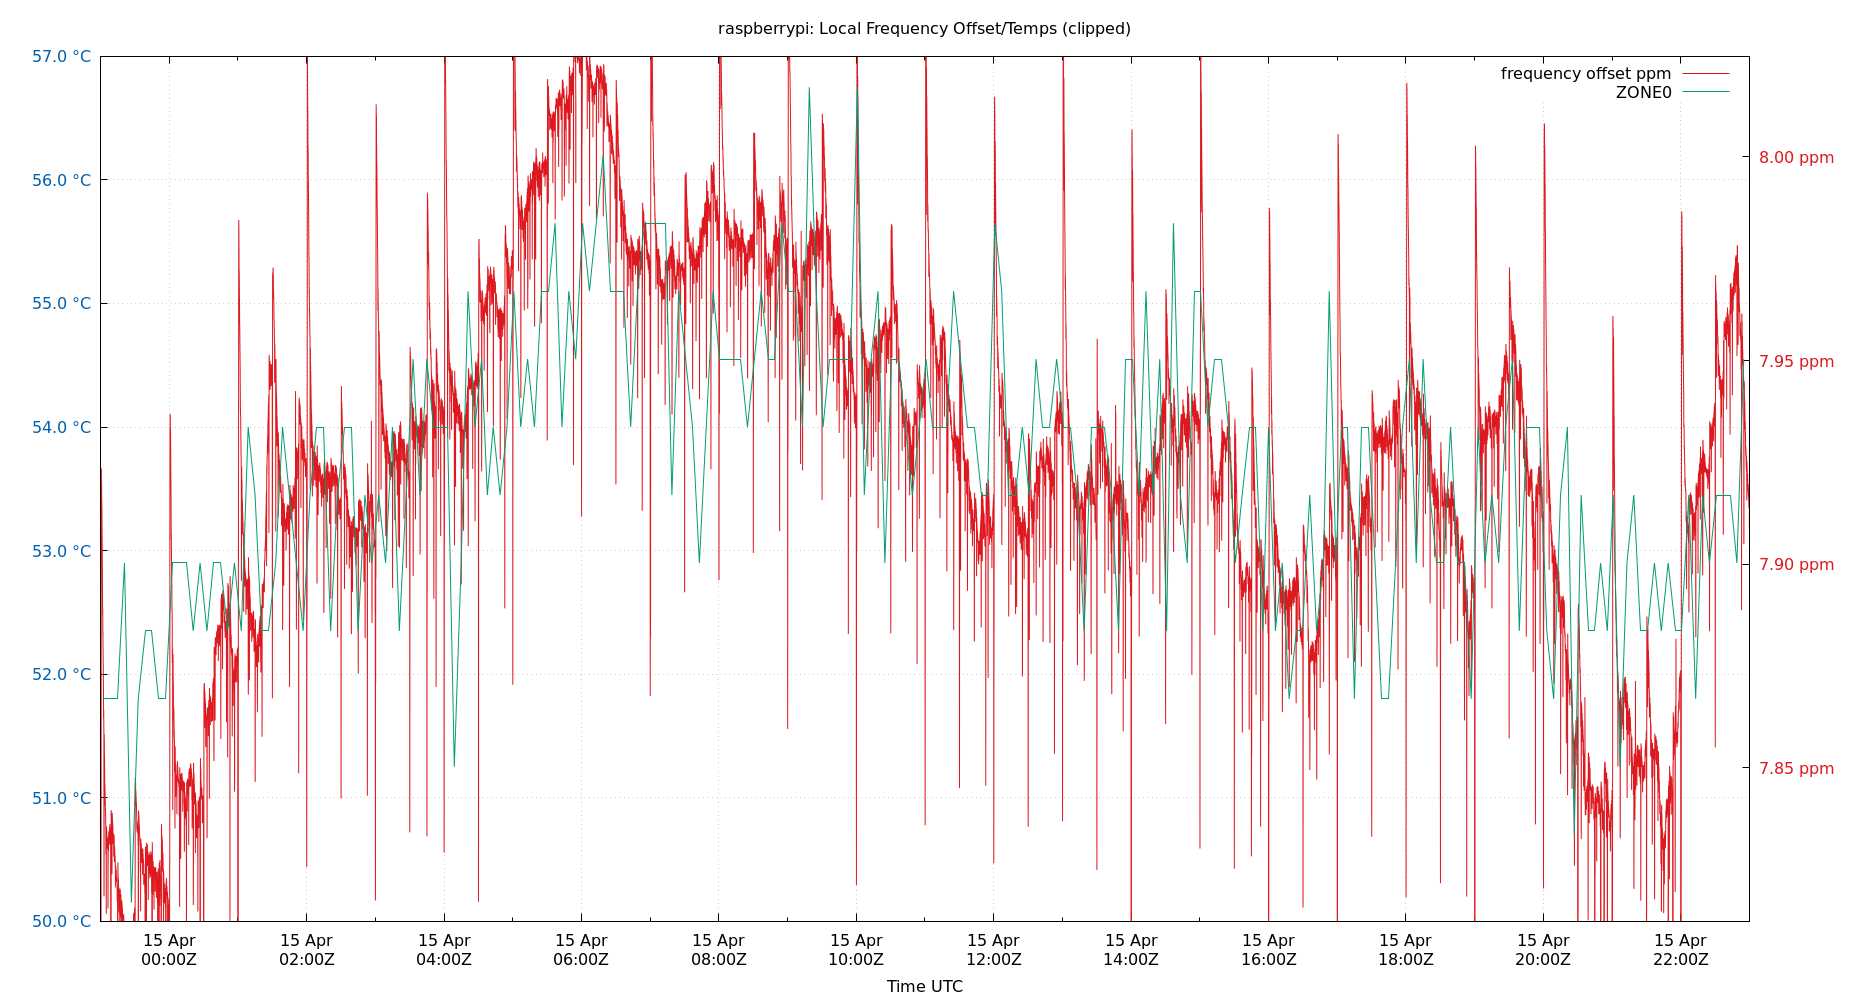 raspberrypi: Local Frequency Offset/Temps (clipped)
frequency offset ppm
ZONE0
57.0 °C
56.0 °C
55.0 °C
54.0 °C
53.0 °C
52.0 °C
51.0 °C
50.0 °C
8.00 ppm
7.95 ppm
7.90 ppm
7.85 ppm
15 Apr 15 Apr 15 Apr 15 Apr 15 Apr 15 Apr 15 Apr 15 Apr 15 Apr 15 Apr 15 Apr 15 Apr
00:00Z 02:00Z 04:00Z 06:00Z 08:00Z 10:00Z 12:00Z 14:00Z 16:00Z 18:00Z 20:00Z 22:00Z
Time UTC